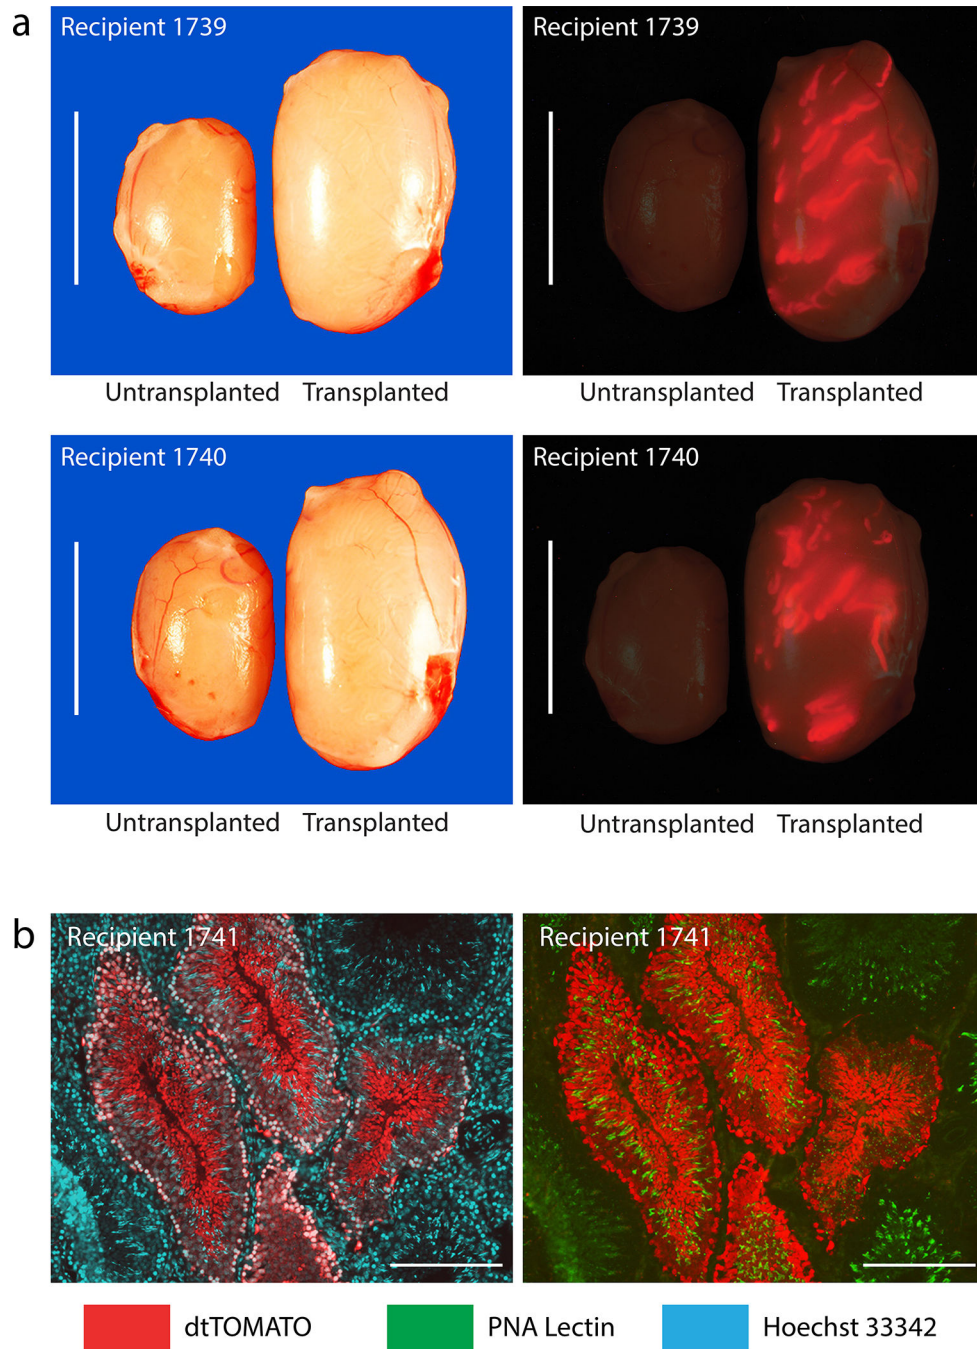 a
Recipient 1739
Recipient 1739
Untransplanted Transplanted
Untransplanted Transplanted
Recipient 1740
Recipient 1740
Untransplanted Transplanted
Untransplanted Transplanted
b
Recipient 1741
Recipient 1741
dtTOMATO
PNA Lectin
Hoechst 33342